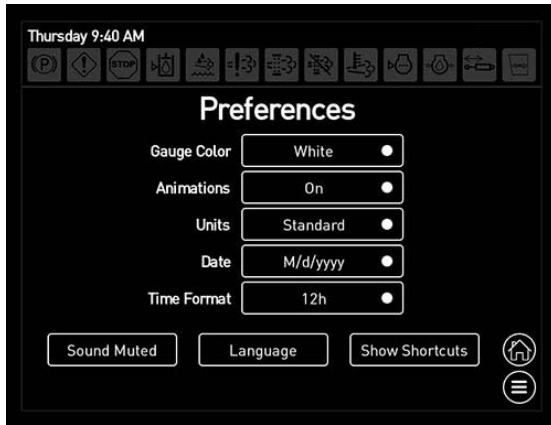 Thursday 9:40 AM
STOP
Preferences
Gauge Color White
Animations On
Units Standard
Date M/d/yyyy
Time Format 12h
Sound Muted Language Show Shortcuts